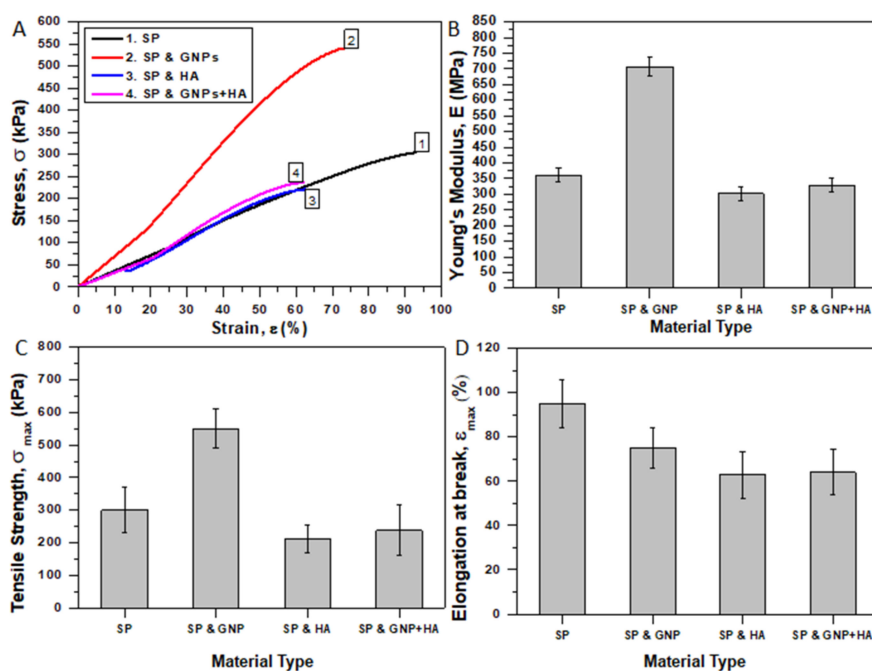 A
1. SP
2. SP & GNPs
3. SP & HA
4. SP & GNPs+HA
600
550
500
450
400
350
300
250
200
150
100
50
0
Stress, σ (kPa)
2
1
4
3
0 10 20 30 40 50 60 70 80 90 100
Strain, ε (%)
B
850
800
750
700
650
600
550
500
450
400
350
300
250
200
150
100
50
0
Young's Modulus, E (MPa)
SP SP & GNP SP & HA SP & GNP+HA
Material Type
C
800
700
600
500
400
300
200
100
0
Tensile Strength, σmax (kPa)
SP SP & GNP SP & HA SP & GNP+HA
Material Type
D
120
100
80
60
40
20
0
Elongation at break, εmax (%)
SP SP & GNP SP & HA SP & GNP+HA
Material Type